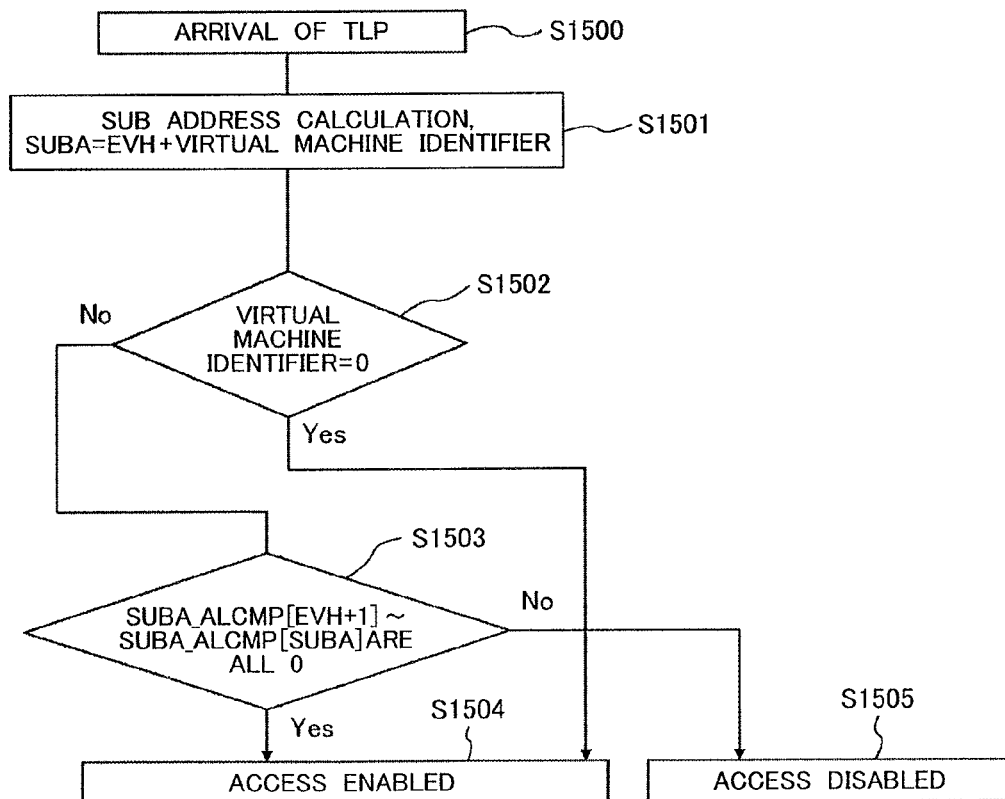 ARRIVAL OF TLP
S1500
SUB ADDRESS CALCULATION,
SUBA=EVH+VIRTUAL MACHINE IDENTIFIER
S1501
S1502
No
VIRTUAL
MACHINE
IDENTIFIER=0
Yes
S1503
No
SUBA_ALCMP[EVH+1] ~
SUBA_ALCMP[SUBA]ARE
ALL 0
Yes
S1504
S1505
ACCESS ENABLED
ACCESS DISABLED